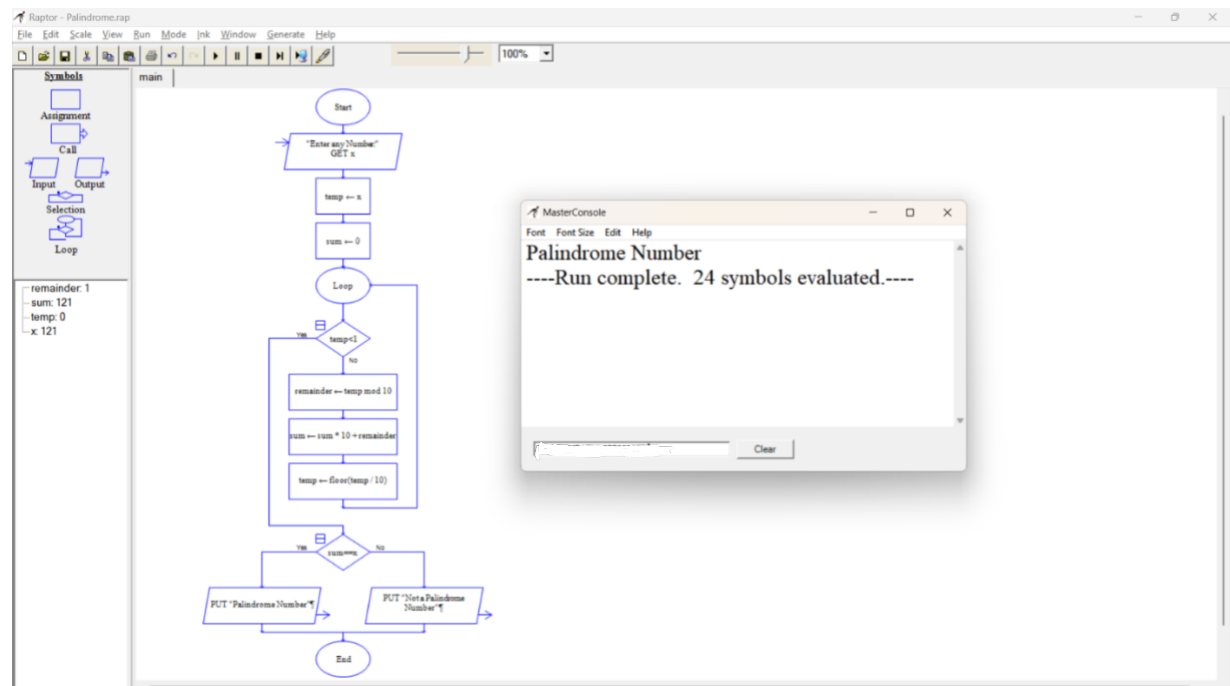 Raptor - Palindrome.rap
File Edit Scale View Run Mode Ink Window Generate Help
100%
Symbols
Assignment
Call
Input Output
Selection
Loop
remainder: 1
sum: 121
temp: 0
x: 121
main
Start
"Enter any Number"
GET x
temp ← x
sum ← 0
Loop
Yes
temp<1
No
remainder ← temp mod 10
sum ← sum * 10 + remainder
temp ← floor(temp / 10)
Yes
sum==x
No
PUT "Palindrome Number"¶
PUT "Not a Palindrome
Number"¶
End
MasterConsole
Font Font Size Edit Help
Palindrome Number
----Run complete. 24 symbols evaluated.----
Clear